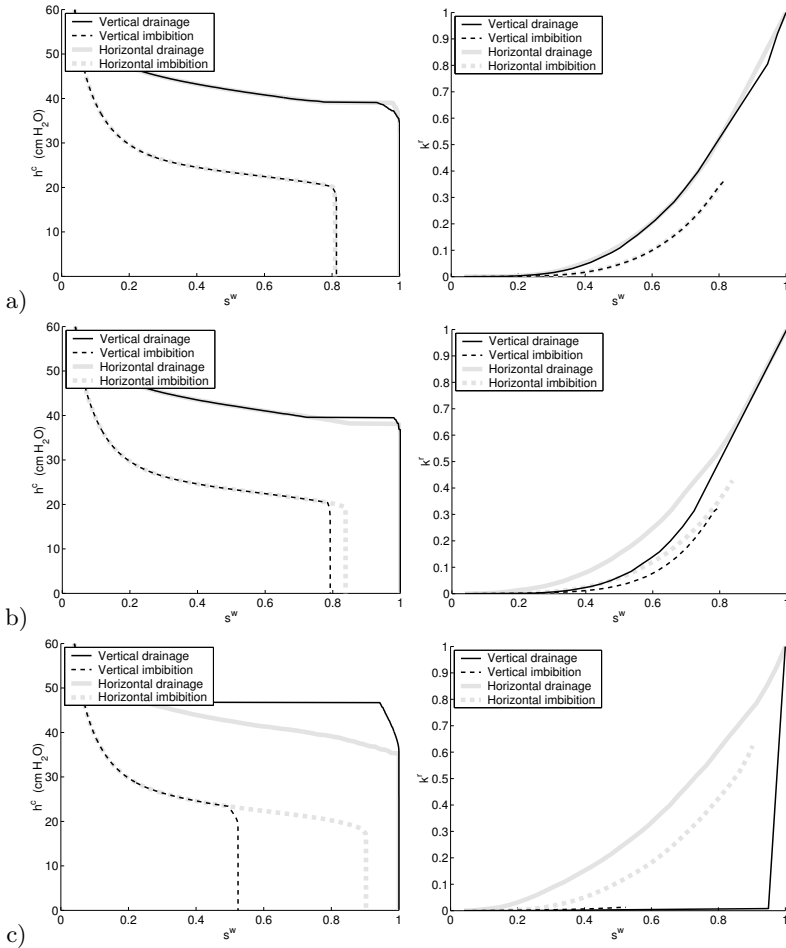 60
50
40
30
20
10
0
h^c (cm H_2O)
Vertical drainage
Vertical imbibition
Horizontal drainage
Horizontal imbibition
0 0.2 0.4 0.6 0.8 1
s^w
1
0.9
0.8
0.7
0.6
0.5
0.4
0.3
0.2
0.1
0
k^r
Vertical drainage
Vertical imbibition
Horizontal drainage
Horizontal imbibition
0 0.2 0.4 0.6 0.8 1
s^w
a)
60
50
40
30
20
10
0
h^c (cm H_2O)
Vertical drainage
Vertical imbibition
Horizontal drainage
Horizontal imbibition
0 0.2 0.4 0.6 0.8 1
s^w
1
0.9
0.8
0.7
0.6
0.5
0.4
0.3
0.2
0.1
0
k^r
Vertical drainage
Vertical imbibition
Horizontal drainage
Horizontal imbibition
0 0.2 0.4 0.6 0.8 1
s^w
b)
60
50
40
30
20
10
0
h^c (cm H_2O)
Vertical drainage
Vertical imbibition
Horizontal drainage
Horizontal imbibition
0 0.2 0.4 0.6 0.8 1
s^w
1
0.9
0.8
0.7
0.6
0.5
0.4
0.3
0.2
0.1
0
k^r
Vertical drainage
Vertical imbibition
Horizontal drainage
Horizontal imbibition
0 0.2 0.4 0.6 0.8 1
s^w
c)